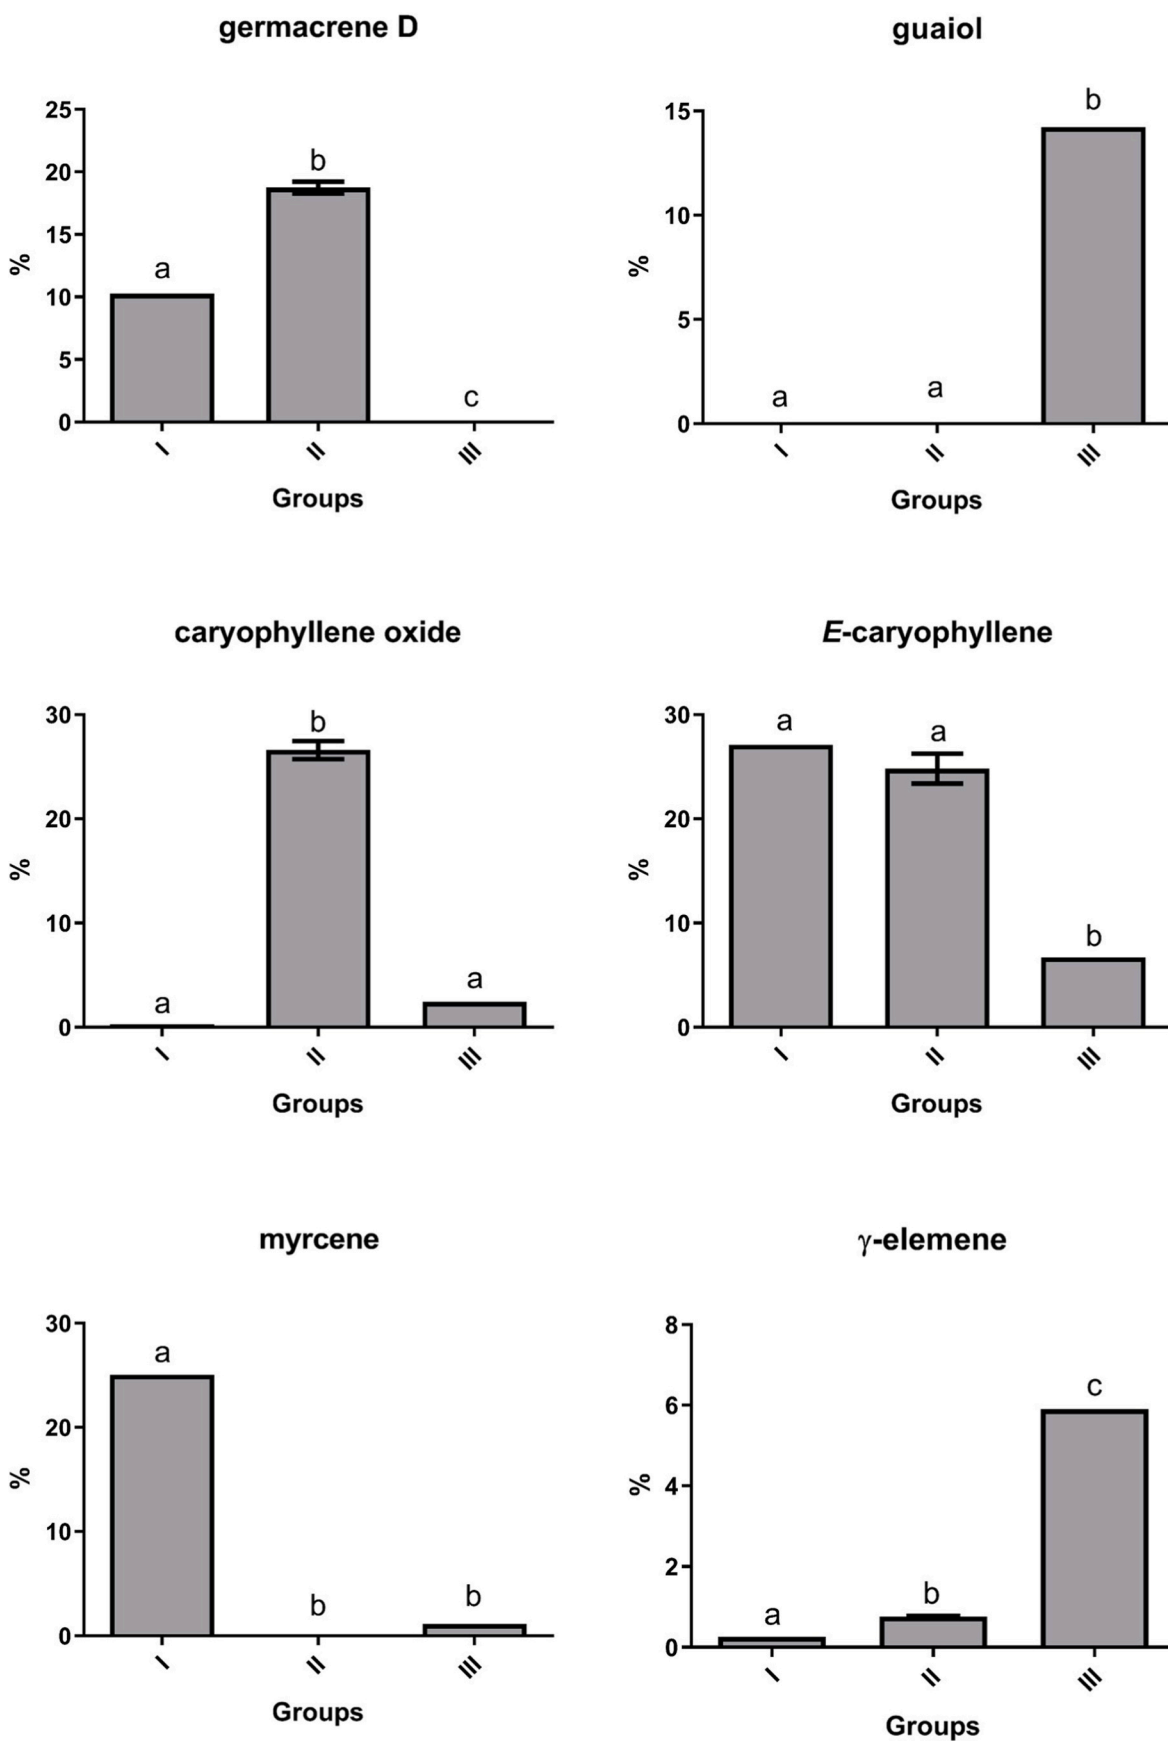 germacrene D
25
20
15
10
5
0
%
a
b
c
I
II
III
Groups
guaiol
15
10
5
0
%
a
a
b
I
II
III
Groups
caryophyllene oxide
30
20
10
0
%
a
b
a
I
II
III
Groups
E-caryophyllene
30
20
10
0
%
a
a
b
I
II
III
Groups
myrcene
30
20
10
0
%
a
b
b
I
II
III
Groups
γ-elemene
8
6
4
2
0
%
a
b
c
I
II
III
Groups